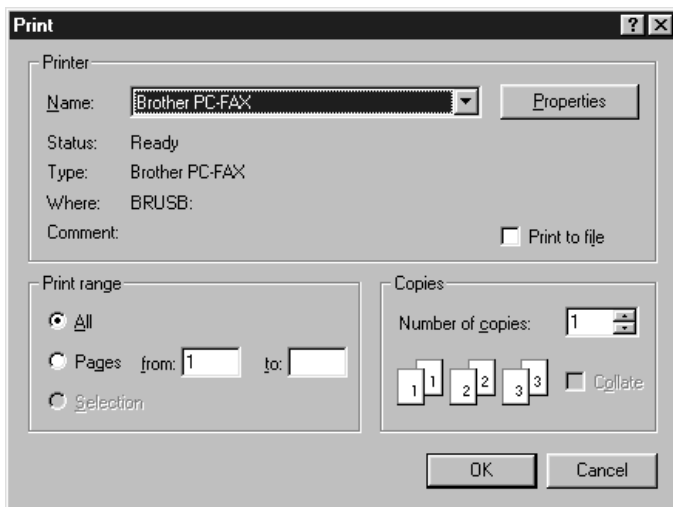 Print
Printer
Name: Brother PC-FAX Properties
Status: Ready
Type: Brother PC-FAX
Where: BRUSB:
Comment: Print to file
Print range
All
Pages from: 1 to:
Selection
Copies
Number of copies: 1
1 1 2 2 3 3 Collate
OK Cancel